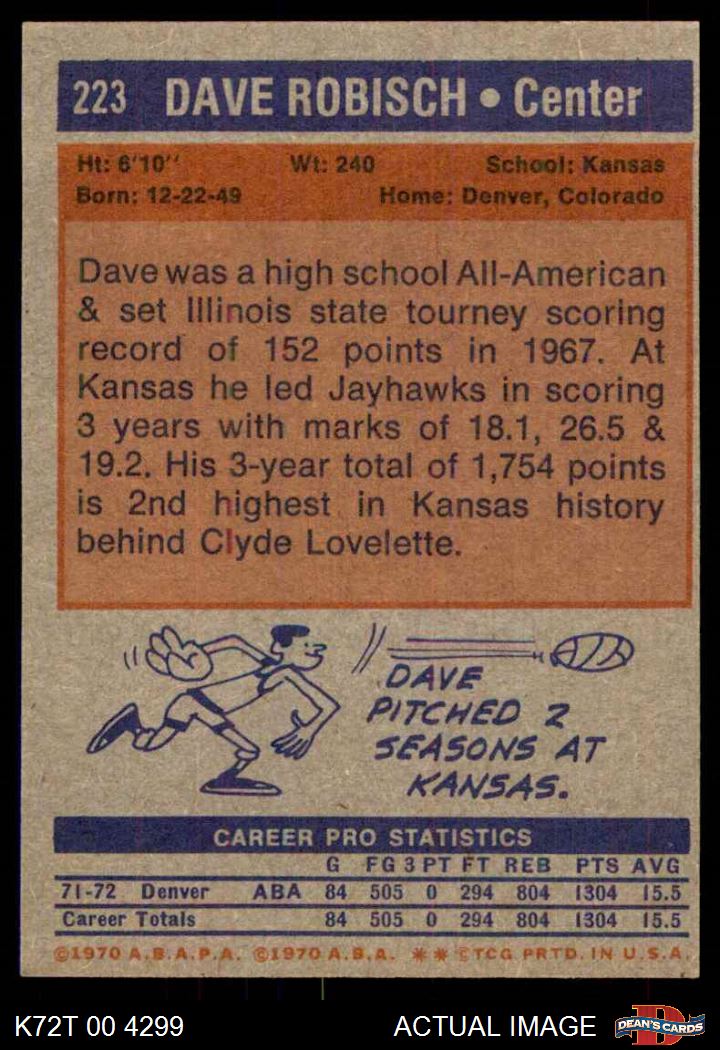 223 DAVE ROBISCH • Center
Ht: 6'10'' Wt: 240 School: Kansas
Born: 12-22-49 Home: Denver, Colorado
Dave was a high school All-American
& set Illinois state tourney scoring
record of 152 points in 1967. At
Kansas he led Jayhawks in scoring
3 years with marks of 18.1, 26.5 &
19.2. His 3-year total of 1,754 points
is 2nd highest in Kansas history
behind Clyde Lovelette.
DAVE
PITCHED 2
SEASONS AT
KANSAS.
CAREER PRO STATISTICS
G FG 3 PT FT REB PTS AVG
71-72 Denver ABA 84 505 0 294 804 1304 15.5
Career Totals 84 505 0 294 804 1304 15.5
©1970 A.B.A.P.A. ©1970 A.B.A. ** ©TCG PRTD. IN U.S.A.
K72T 00 4299 ACTUAL IMAGE D DEAN'S CARDS